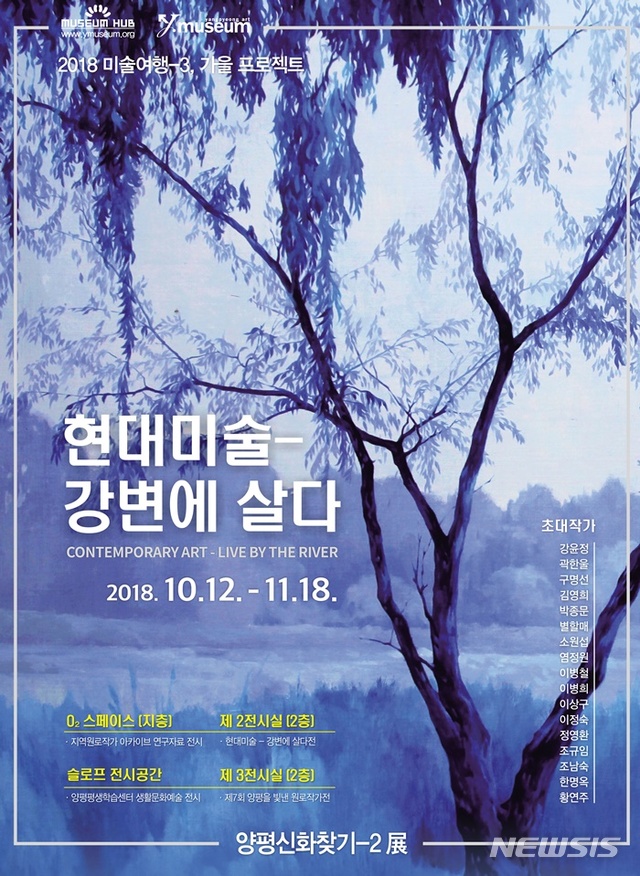 MUSEUM HUB
www.ymuseum.org
yangpyeong art
y museum
2018 미술여행-3, 가을 프로젝트
현대미술-
강변에 살다
CONTEMPORARY ART - LIVE BY THE RIVER
2018. 10.12. - 11.18.
초대작가
강윤정
곽한울
구명선
김영희
박종문
별할매
소원섭
염정원
이병철
이병희
이상구
이정숙
정영환
조규임
조남숙
한명옥
황연주
O₂ 스페이스 (지층)
· 지역원로작가 아카이브 연구자료 전시
제 2전시실 (2층)
· 현대미술 – 강변에 살다전
슬로프 전시공간
· 양평평생학습센터 생활문화예술 전시
제 3전시실 (2층)
· 제7회 양평을 빛낸 원로작가전
양평신화찾기-2 展
NEWSIS